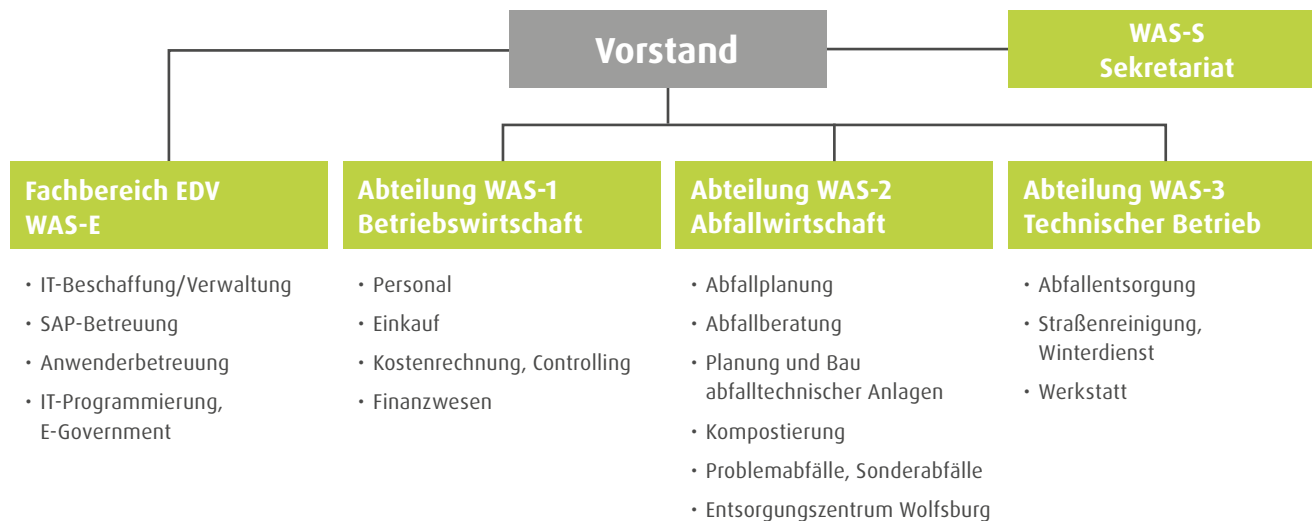 Vorstand
WAS-S
Sekretariat
Fachbereich EDV
WAS-E
· IT-Beschaffung/Verwaltung
· SAP-Betreuung
· Anwenderbetreuung
· IT-Programmierung,
E-Government
Abteilung WAS-1
Betriebswirtschaft
· Personal
· Einkauf
· Kostenrechnung, Controlling
· Finanzwesen
Abteilung WAS-2
Abfallwirtschaft
· Abfallplanung
· Abfallberatung
· Planung und Bau
abfalltechnischer Anlagen
· Kompostierung
· Problemabfälle, Sonderabfälle
· Entsorgungszentrum Wolfsburg
Abteilung WAS-3
Technischer Betrieb
· Abfallentsorgung
· Straßenreinigung,
Winterdienst
· Werkstatt